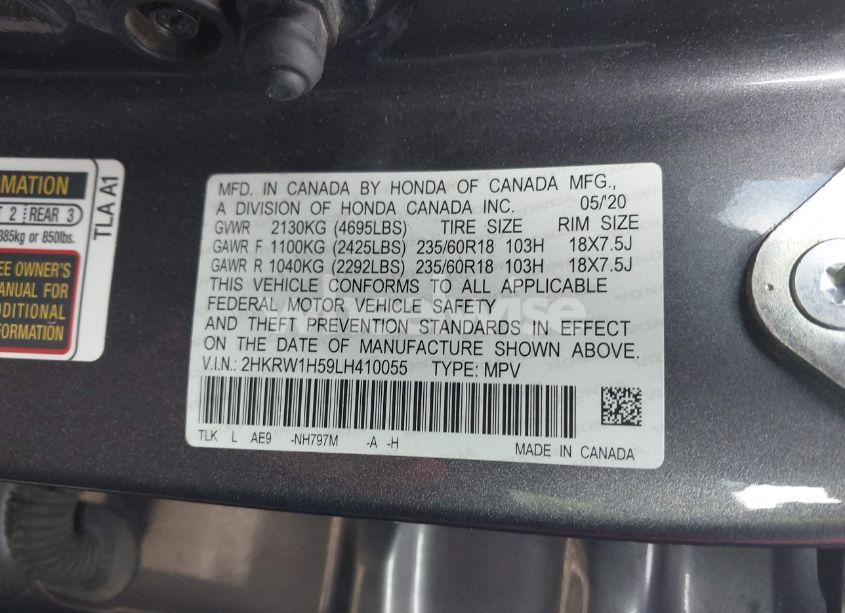 MATION
T 2 REAR 3
385kg or 850lbs.
EE OWNER'S
MANUAL FOR
ADDITIONAL
INFORMATION
TLA A1
MFD. IN CANADA BY HONDA OF CANADA MFG.,
A DIVISION OF HONDA CANADA INC. 05/20
GVWR 2130KG (4695LBS) TIRE SIZE RIM SIZE
GAWR F 1100KG (2425LBS) 235/60R18 103H 18X7.5J
GAWR R 1040KG (2292LBS) 235/60R18 103H 18X7.5J
THIS VEHICLE CONFORMS TO ALL APPLICABLE
FEDERAL MOTOR VEHICLE SAFETY
AND THEFT PREVENTION STANDARDS IN EFFECT
ON THE DATE OF MANUFACTURE SHOWN ABOVE.
V.I.N.: 2HKRW1H59LH410055 TYPE: MPV
TLK L AE9 -NH797M -A -H
MADE IN CANADA